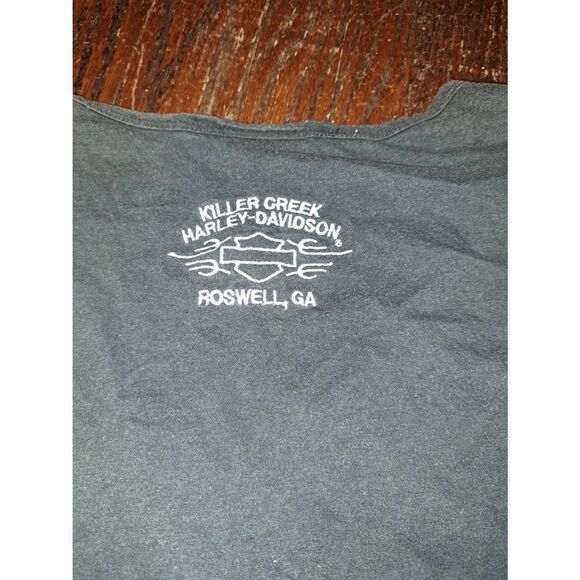 KILLER CREEK
HARLEY-DAVIDSON®
ROSWELL, GA